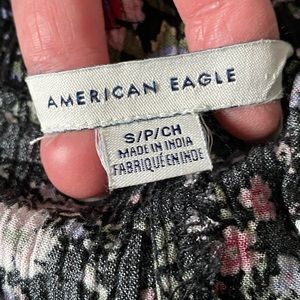 AMERICAN EAGLE
S/P/CH
MADE IN INDIA
FABRIQUÉ EN INDE